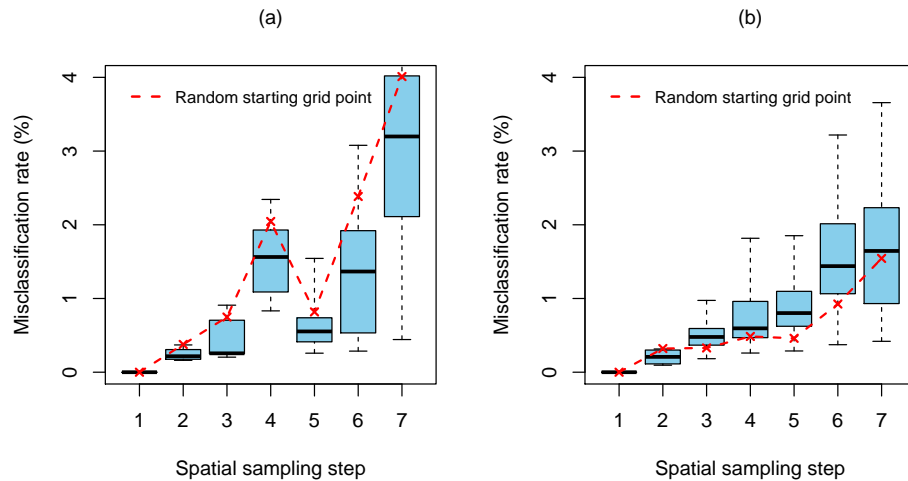 (a)
Misclassification rate (%)
4
3
2
1
0
Random starting grid point
1 2 3 4 5 6 7
Spatial sampling step
(b)
Misclassification rate (%)
4
3
2
1
0
Random starting grid point
1 2 3 4 5 6 7
Spatial sampling step